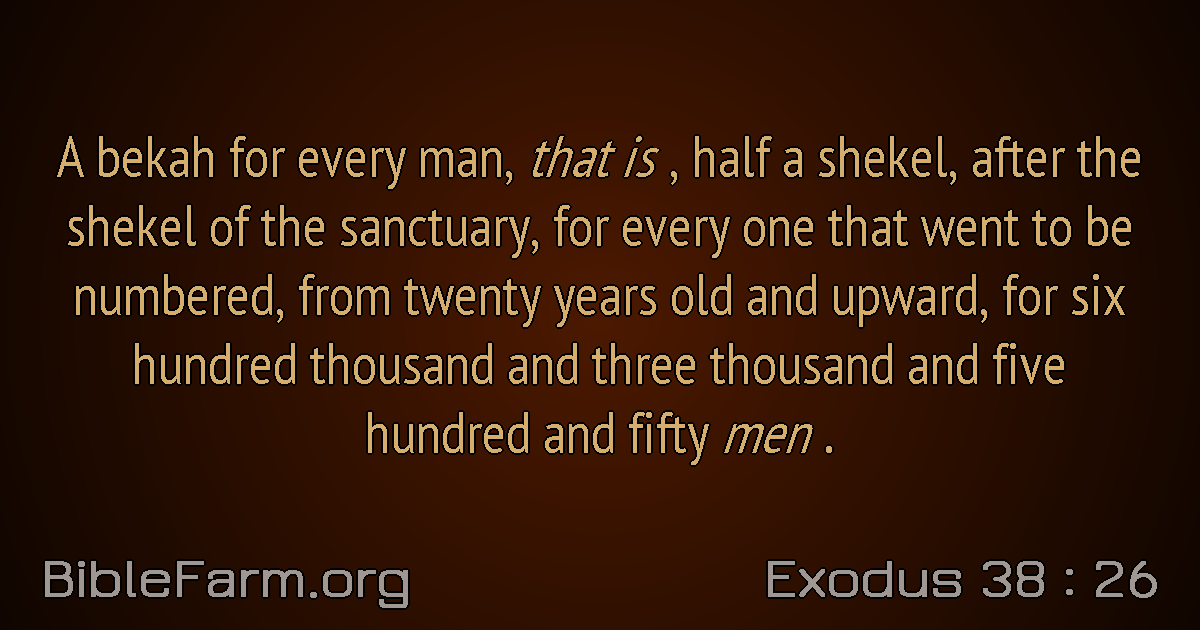 A bekah for every man, that is , half a shekel, after the
shekel of the sanctuary, for every one that went to be
numbered, from twenty years old and upward, for six
hundred thousand and three thousand and five
hundred and fifty men .
BibleFarm.org
Exodus 38 : 26